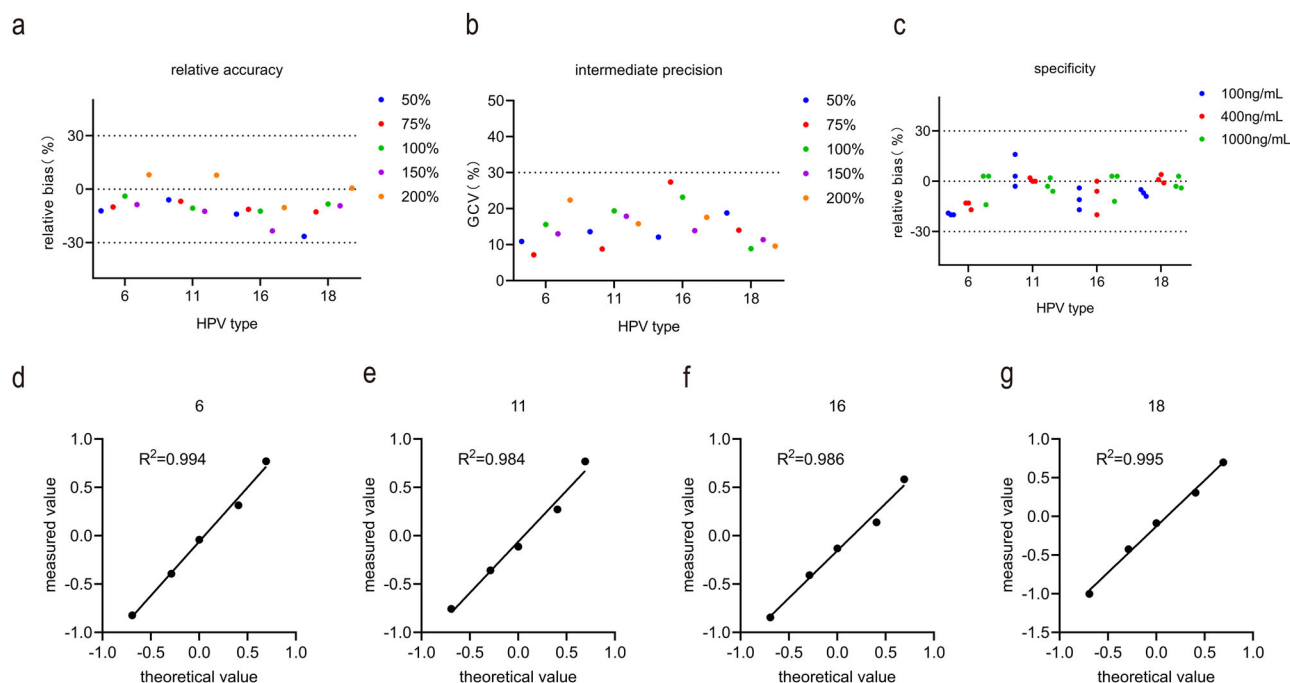 a
relative accuracy
relative bias（%）
30
0
-30
6
11
16
18
HPV type
50%
75%
100%
150%
200%
b
intermediate precision
GCV（%）
50
40
30
20
10
0
6
11
16
18
HPV type
50%
75%
100%
150%
200%
c
specificity
relative bias（%）
30
0
-30
6
11
16
18
HPV type
100ng/mL
400ng/mL
1000ng/mL
d
6
R²=0.994
measured value
1.0
0.5
0.0
-0.5
-1.0
-1.0 -0.5 0.0 0.5 1.0
theoretical value
e
11
R²=0.984
measured value
1.0
0.5
0.0
-0.5
-1.0
-1.0 -0.5 0.0 0.5 1.0
theoretical value
f
16
R²=0.986
measured value
1.0
0.5
0.0
-0.5
-1.0
-1.0 -0.5 0.0 0.5 1.0
theoretical value
g
18
R²=0.995
measured value
1.0
0.5
0.0
-0.5
-1.0
-1.5
-1.0 -0.5 0.0 0.5 1.0
theoretical value